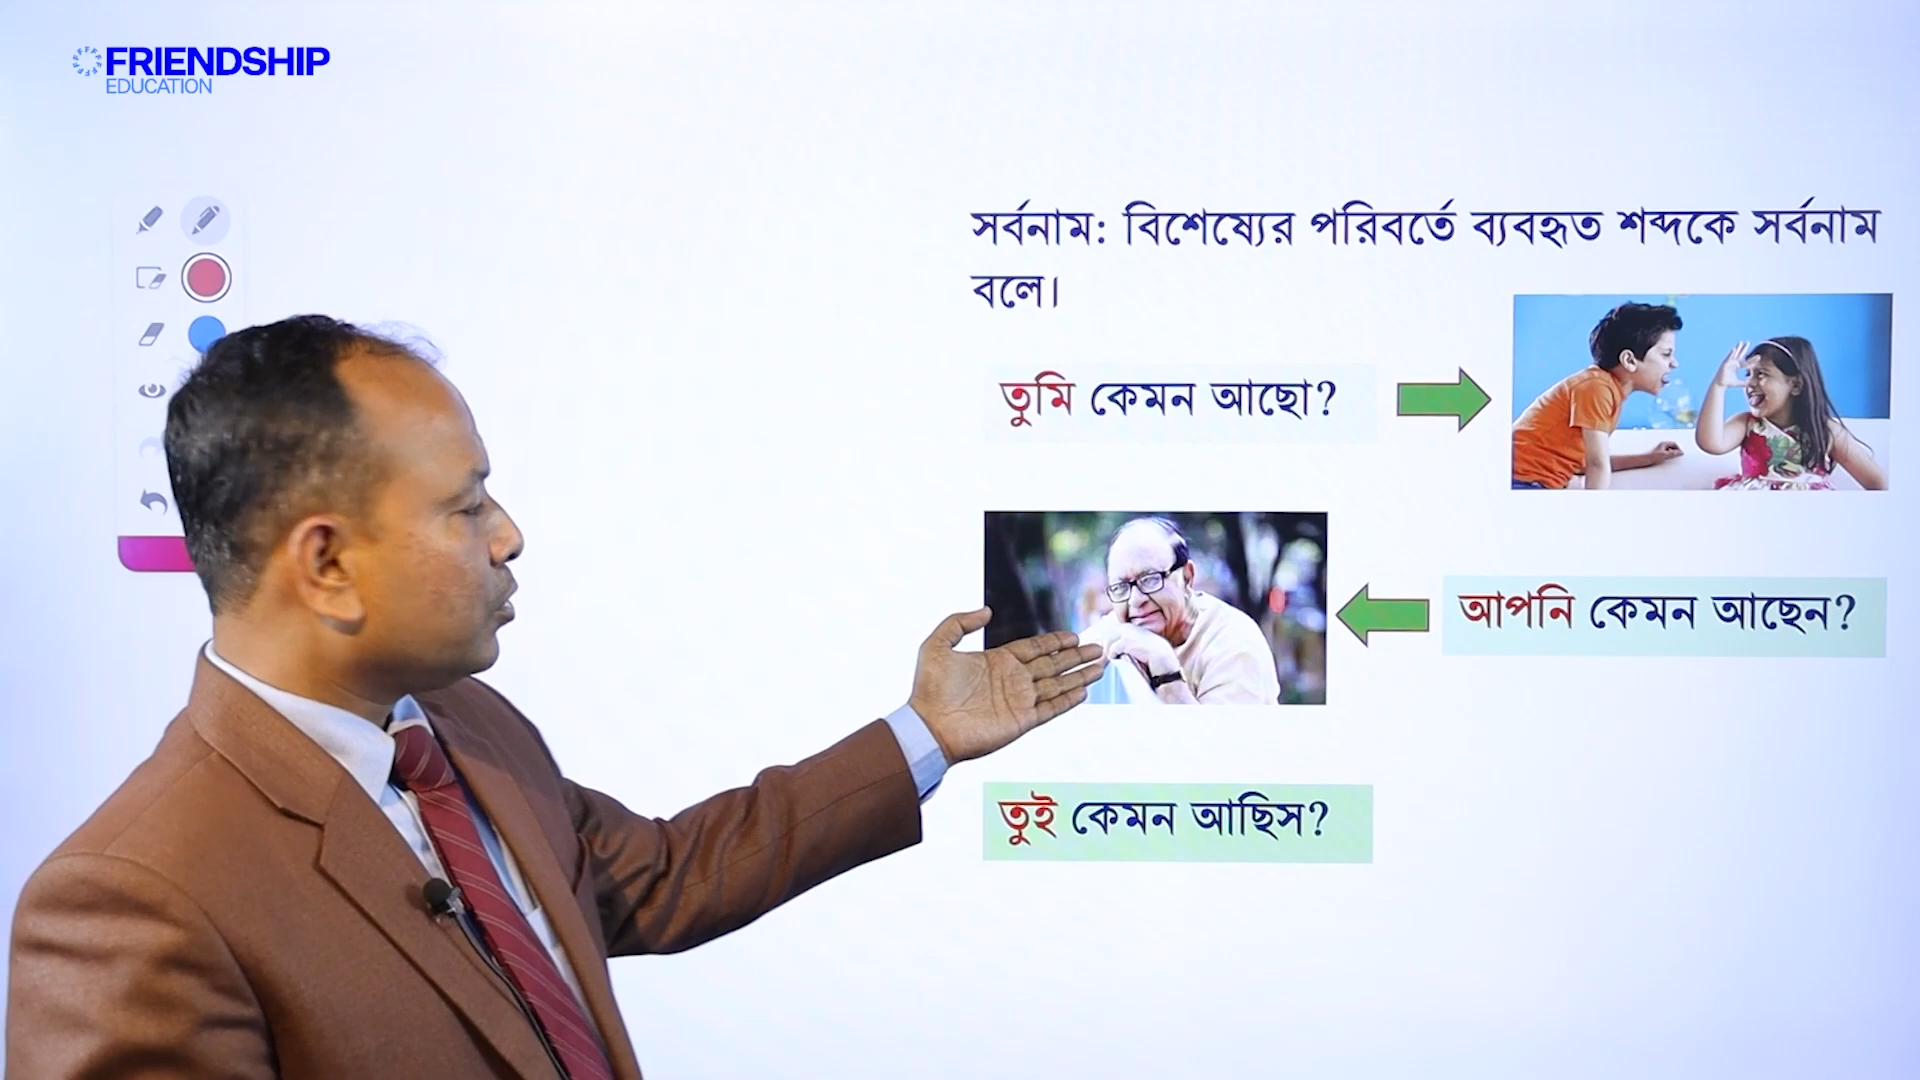 FRIENDSHIP
EDUCATION
সর্বনাম: বিশেষ্যের পরিবর্তে ব্যবহৃত শব্দকে সর্বনাম
বলে।
তুমি কেমন আছো?
আপনি কেমন আছেন?
তুই কেমন আছিস?